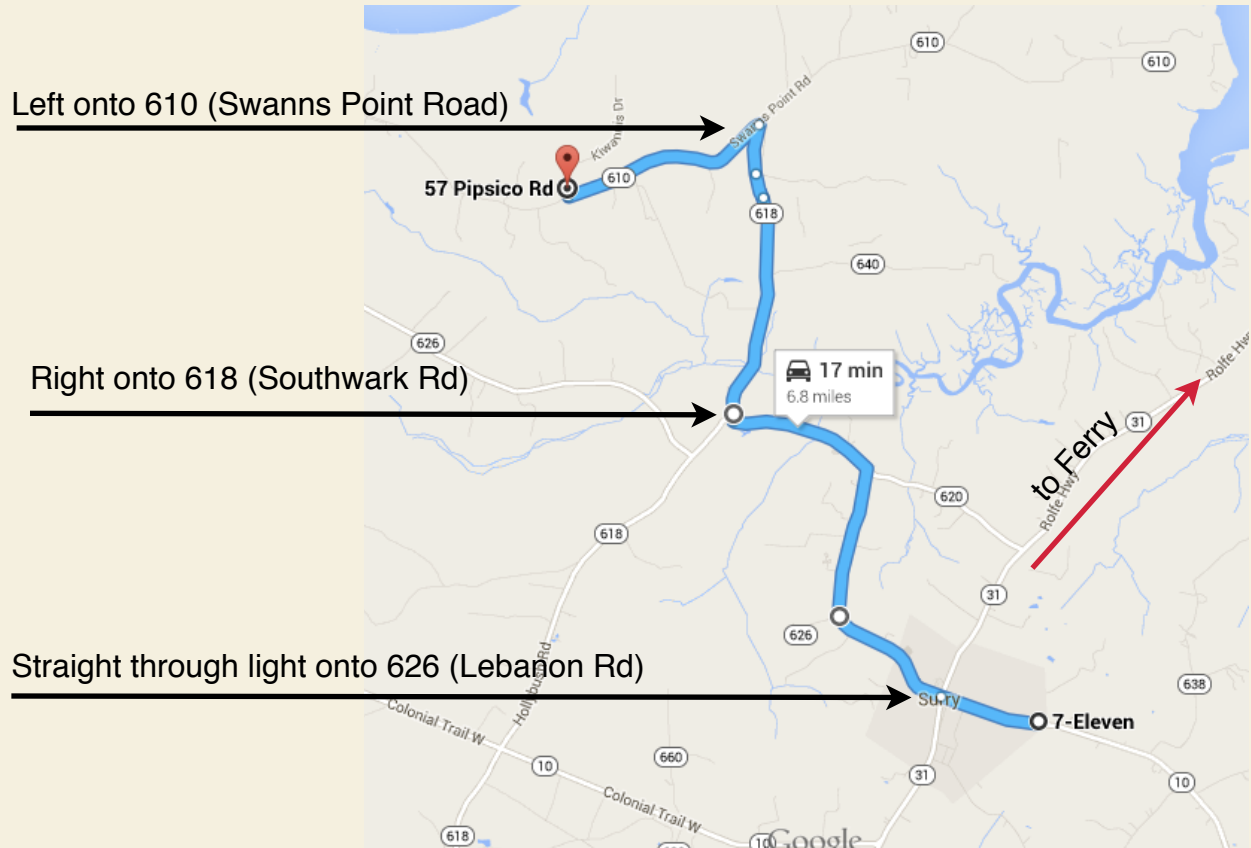 610
610
Left onto 610 (Swanns Point Road)
Swanns Point Rd
Kiwannis Dr
57 Pipsico Rd
610
618
640
626
Right onto 618 (Southwark Rd)
17 min
6.8 miles
Rolfe Hwy
31
to Ferry
Rolfe Hwy
620
618
31
626
Straight through light onto 626 (Lebanon Rd)
Hollybush Rd
Surry
638
7-Eleven
Colonial Trail W
660
10
31
10
Colonial Trail W
618
10
Google